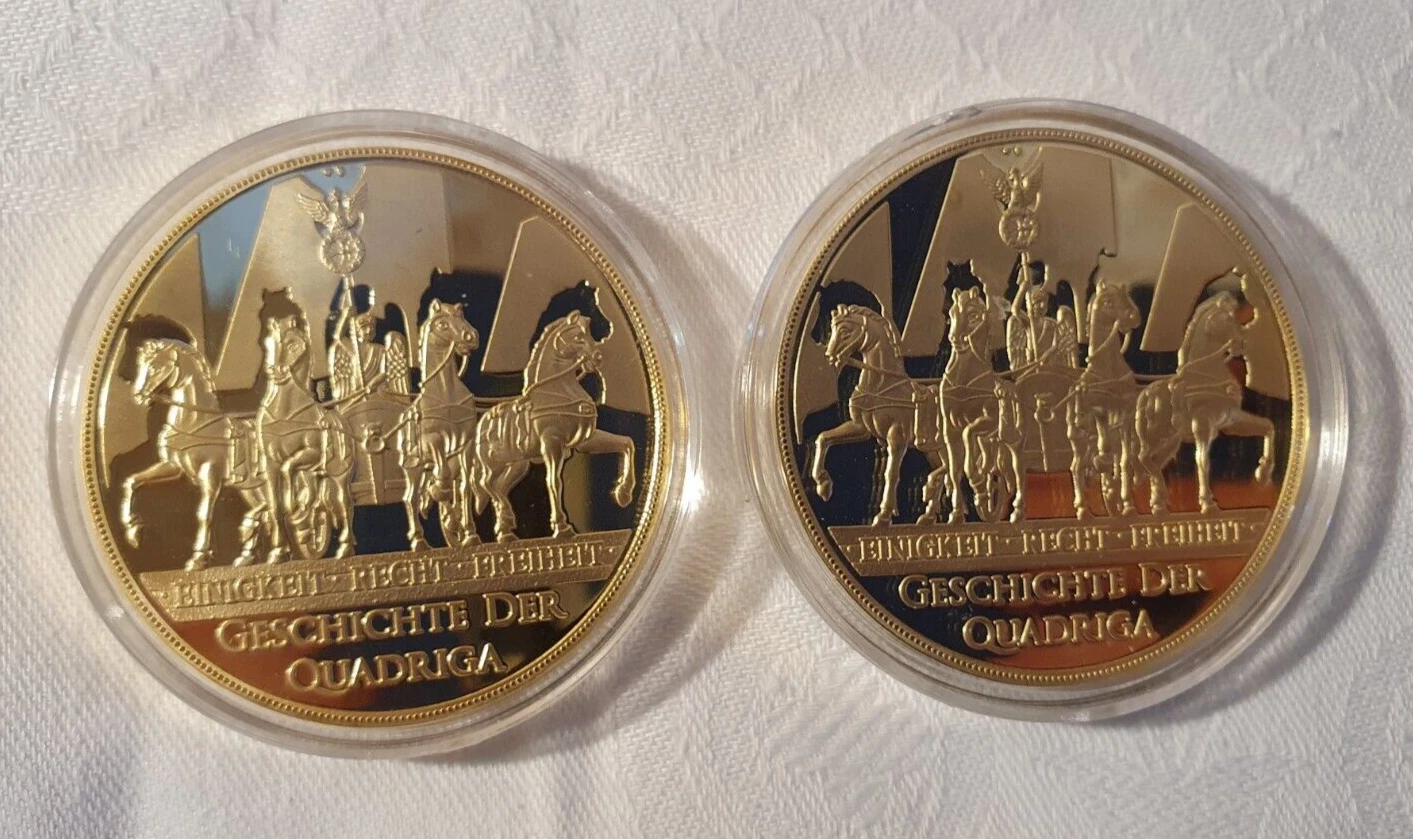 ·EINIGKEIT · RECHT · FREIHEIT·
GESCHICHTE DER
QUADRIGA
·EINIGKEIT · RECHT · FREIHEIT·
GESCHICHTE DER
QUADRIGA